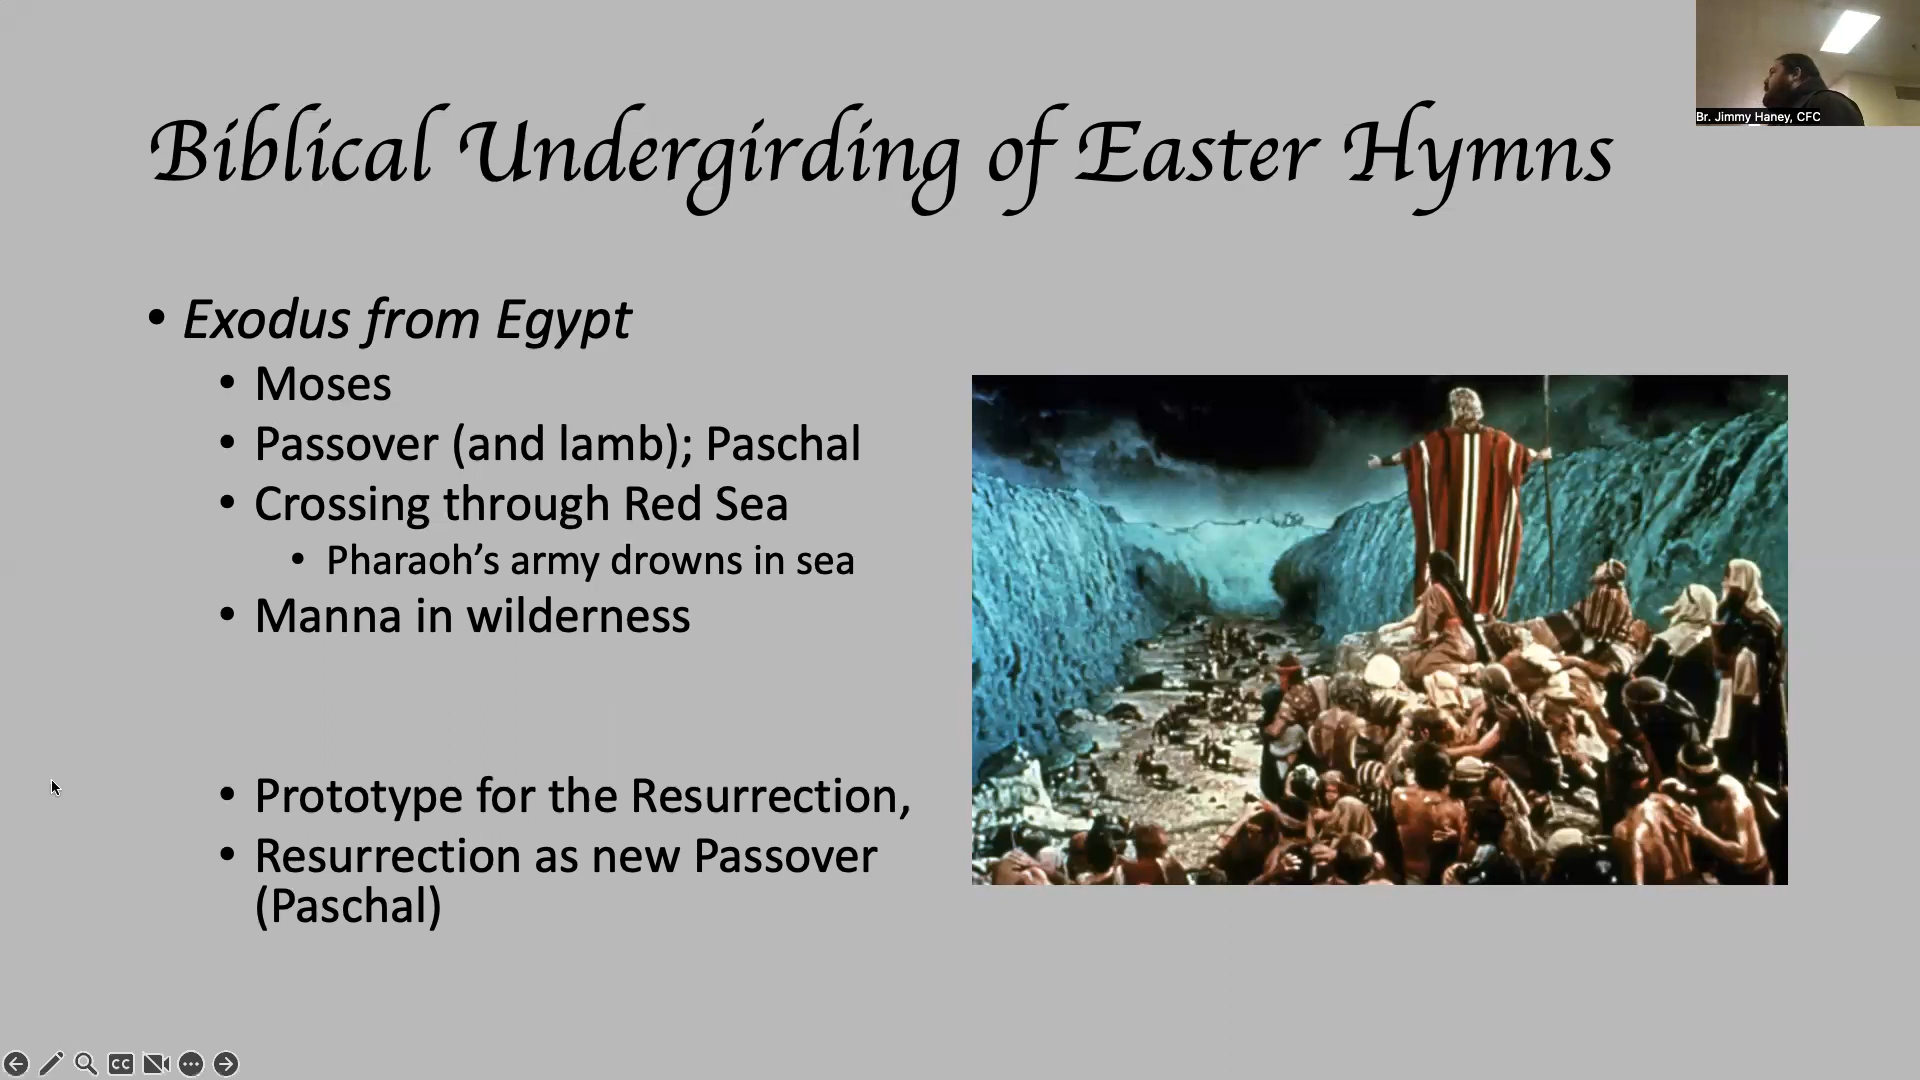 Biblical Undergirding of Easter Hymns
Br. Jimmy Haney, CFC
• Exodus from Egypt
• Moses
• Passover (and lamb); Paschal
• Crossing through Red Sea
• Pharaoh’s army drowns in sea
• Manna in wilderness
• Prototype for the Resurrection,
• Resurrection as new Passover
(Paschal)
CC